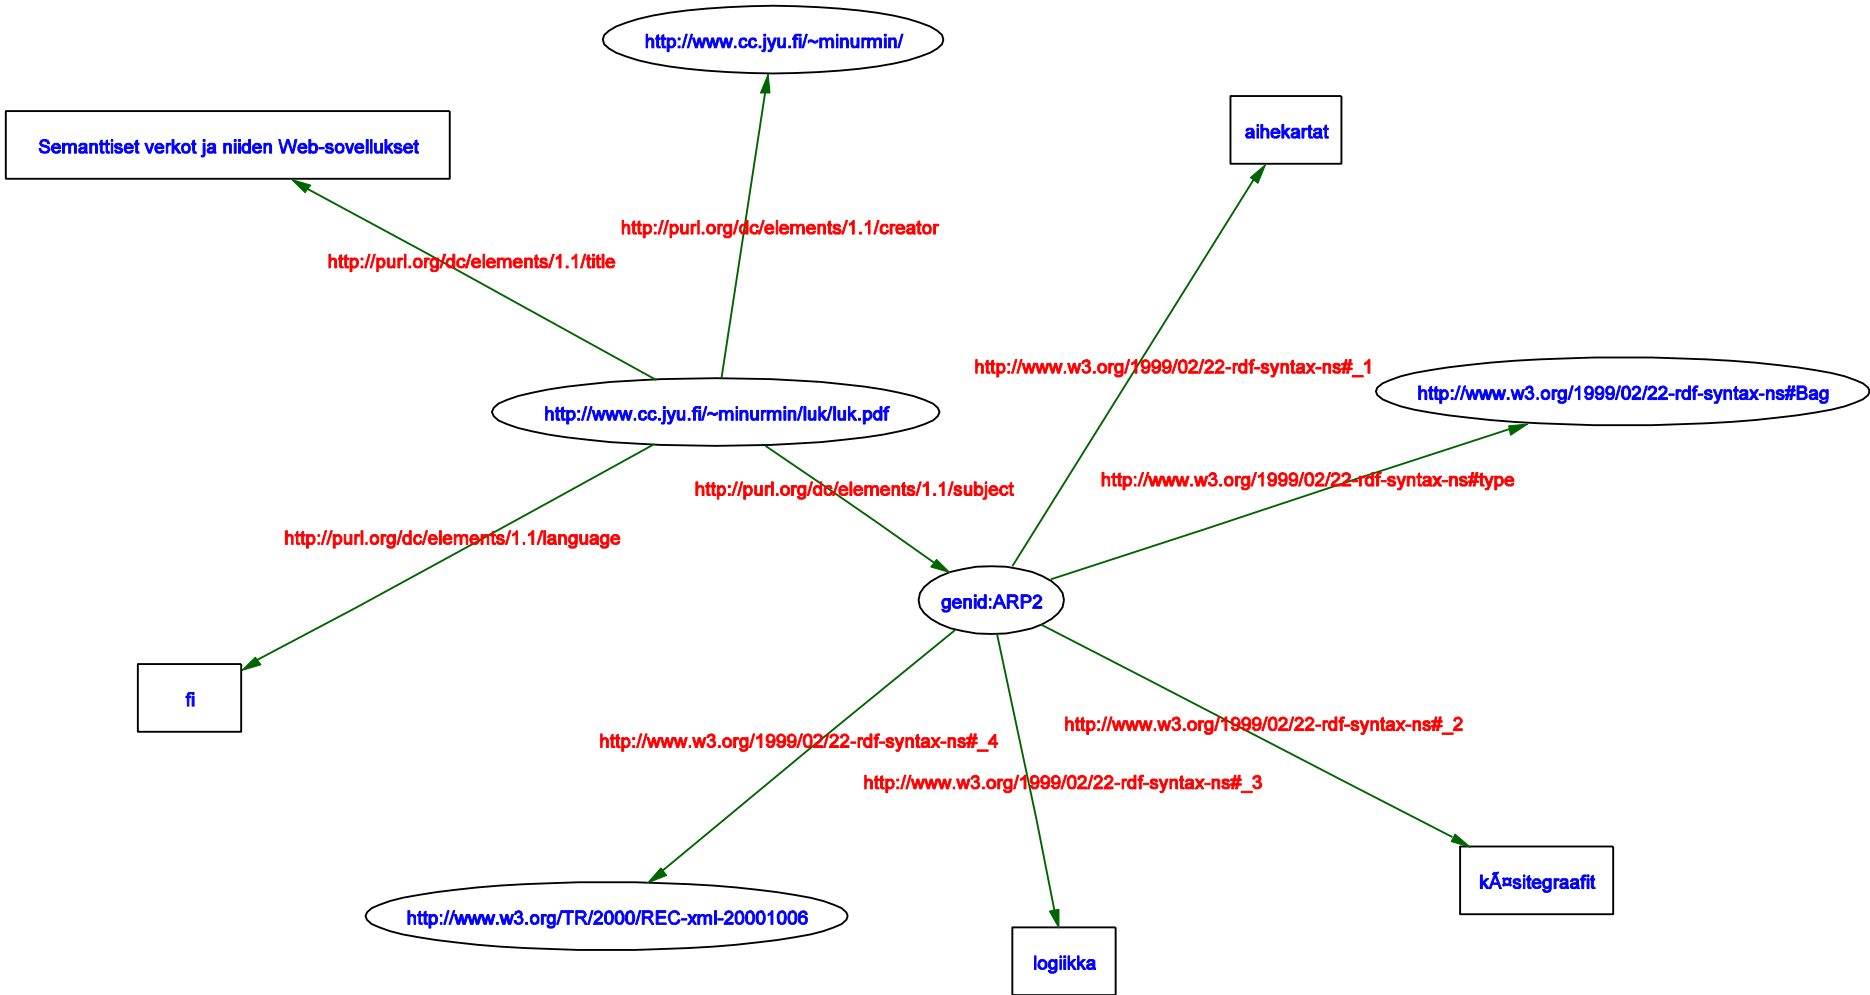 http://www.cc.jyu.fi/~minurmin/
aihekartat
Semanttiset verkot ja niiden Web-sovellukset
http://purl.org/dc/elements/1.1/creator
http://purl.org/dc/elements/1.1/title
http://www.w3.org/1999/02/22-rdf-syntax-ns#_1
http://www.w3.org/1999/02/22-rdf-syntax-ns#Bag
http://www.cc.jyu.fi/~minurmin/luk/luk.pdf
http://www.w3.org/1999/02/22-rdf-syntax-ns#type
http://purl.org/dc/elements/1.1/subject
http://purl.org/dc/elements/1.1/language
genid:ARP2
fi
http://www.w3.org/1999/02/22-rdf-syntax-ns#_2
http://www.w3.org/1999/02/22-rdf-syntax-ns#_4
http://www.w3.org/1999/02/22-rdf-syntax-ns#_3
kÃ¤sitegraafit
http://www.w3.org/TR/2000/REC-xml-20001006
logiikka